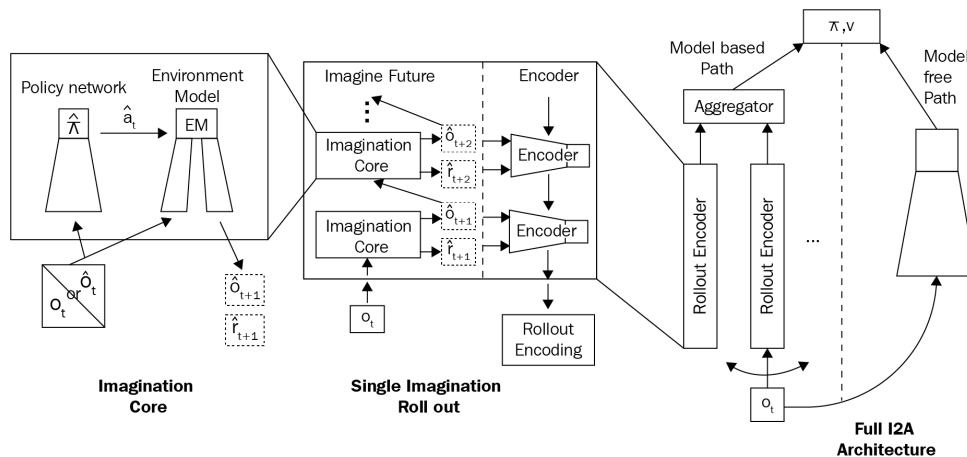 Policy network
Environment
Model
π̂
â_t
EM
o_t or ô_t
ô_t+1
r̂_t+1
Imagination
Core
Imagine Future
Encoder
Imagination
Core
ô_t+2
r̂_t+2
Encoder
Imagination
Core
ô_t+1
r̂_t+1
Encoder
o_t
Rollout
Encoding
Single Imagination
Roll out
π,v
Model based
Path
Model
free
Path
Aggregator
Rollout Encoder
Rollout Encoder
...
o_t
Full I2A
Architecture